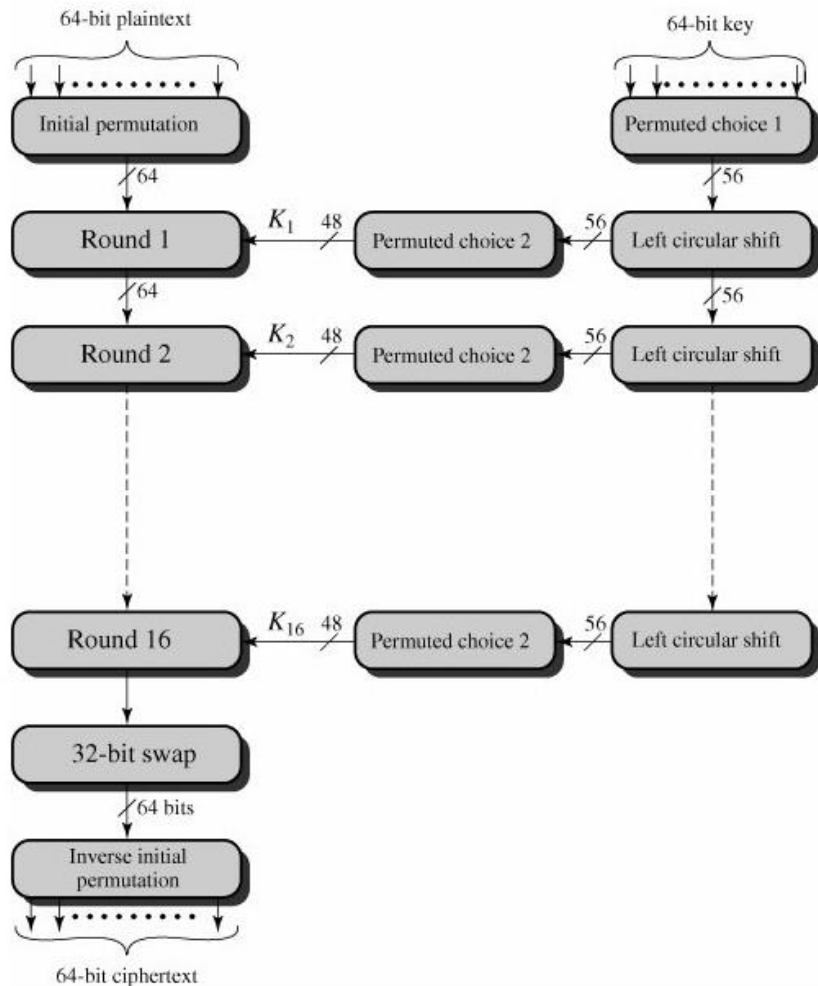 64-bit plaintext
64-bit key
Initial permutation
Permuted choice 1
64
56
Round 1
K1
48
Permuted choice 2
56
Left circular shift
64
56
Round 2
K2
48
Permuted choice 2
56
Left circular shift
Round 16
K16
48
Permuted choice 2
56
Left circular shift
32-bit swap
64 bits
Inverse initial
permutation
64-bit ciphertext